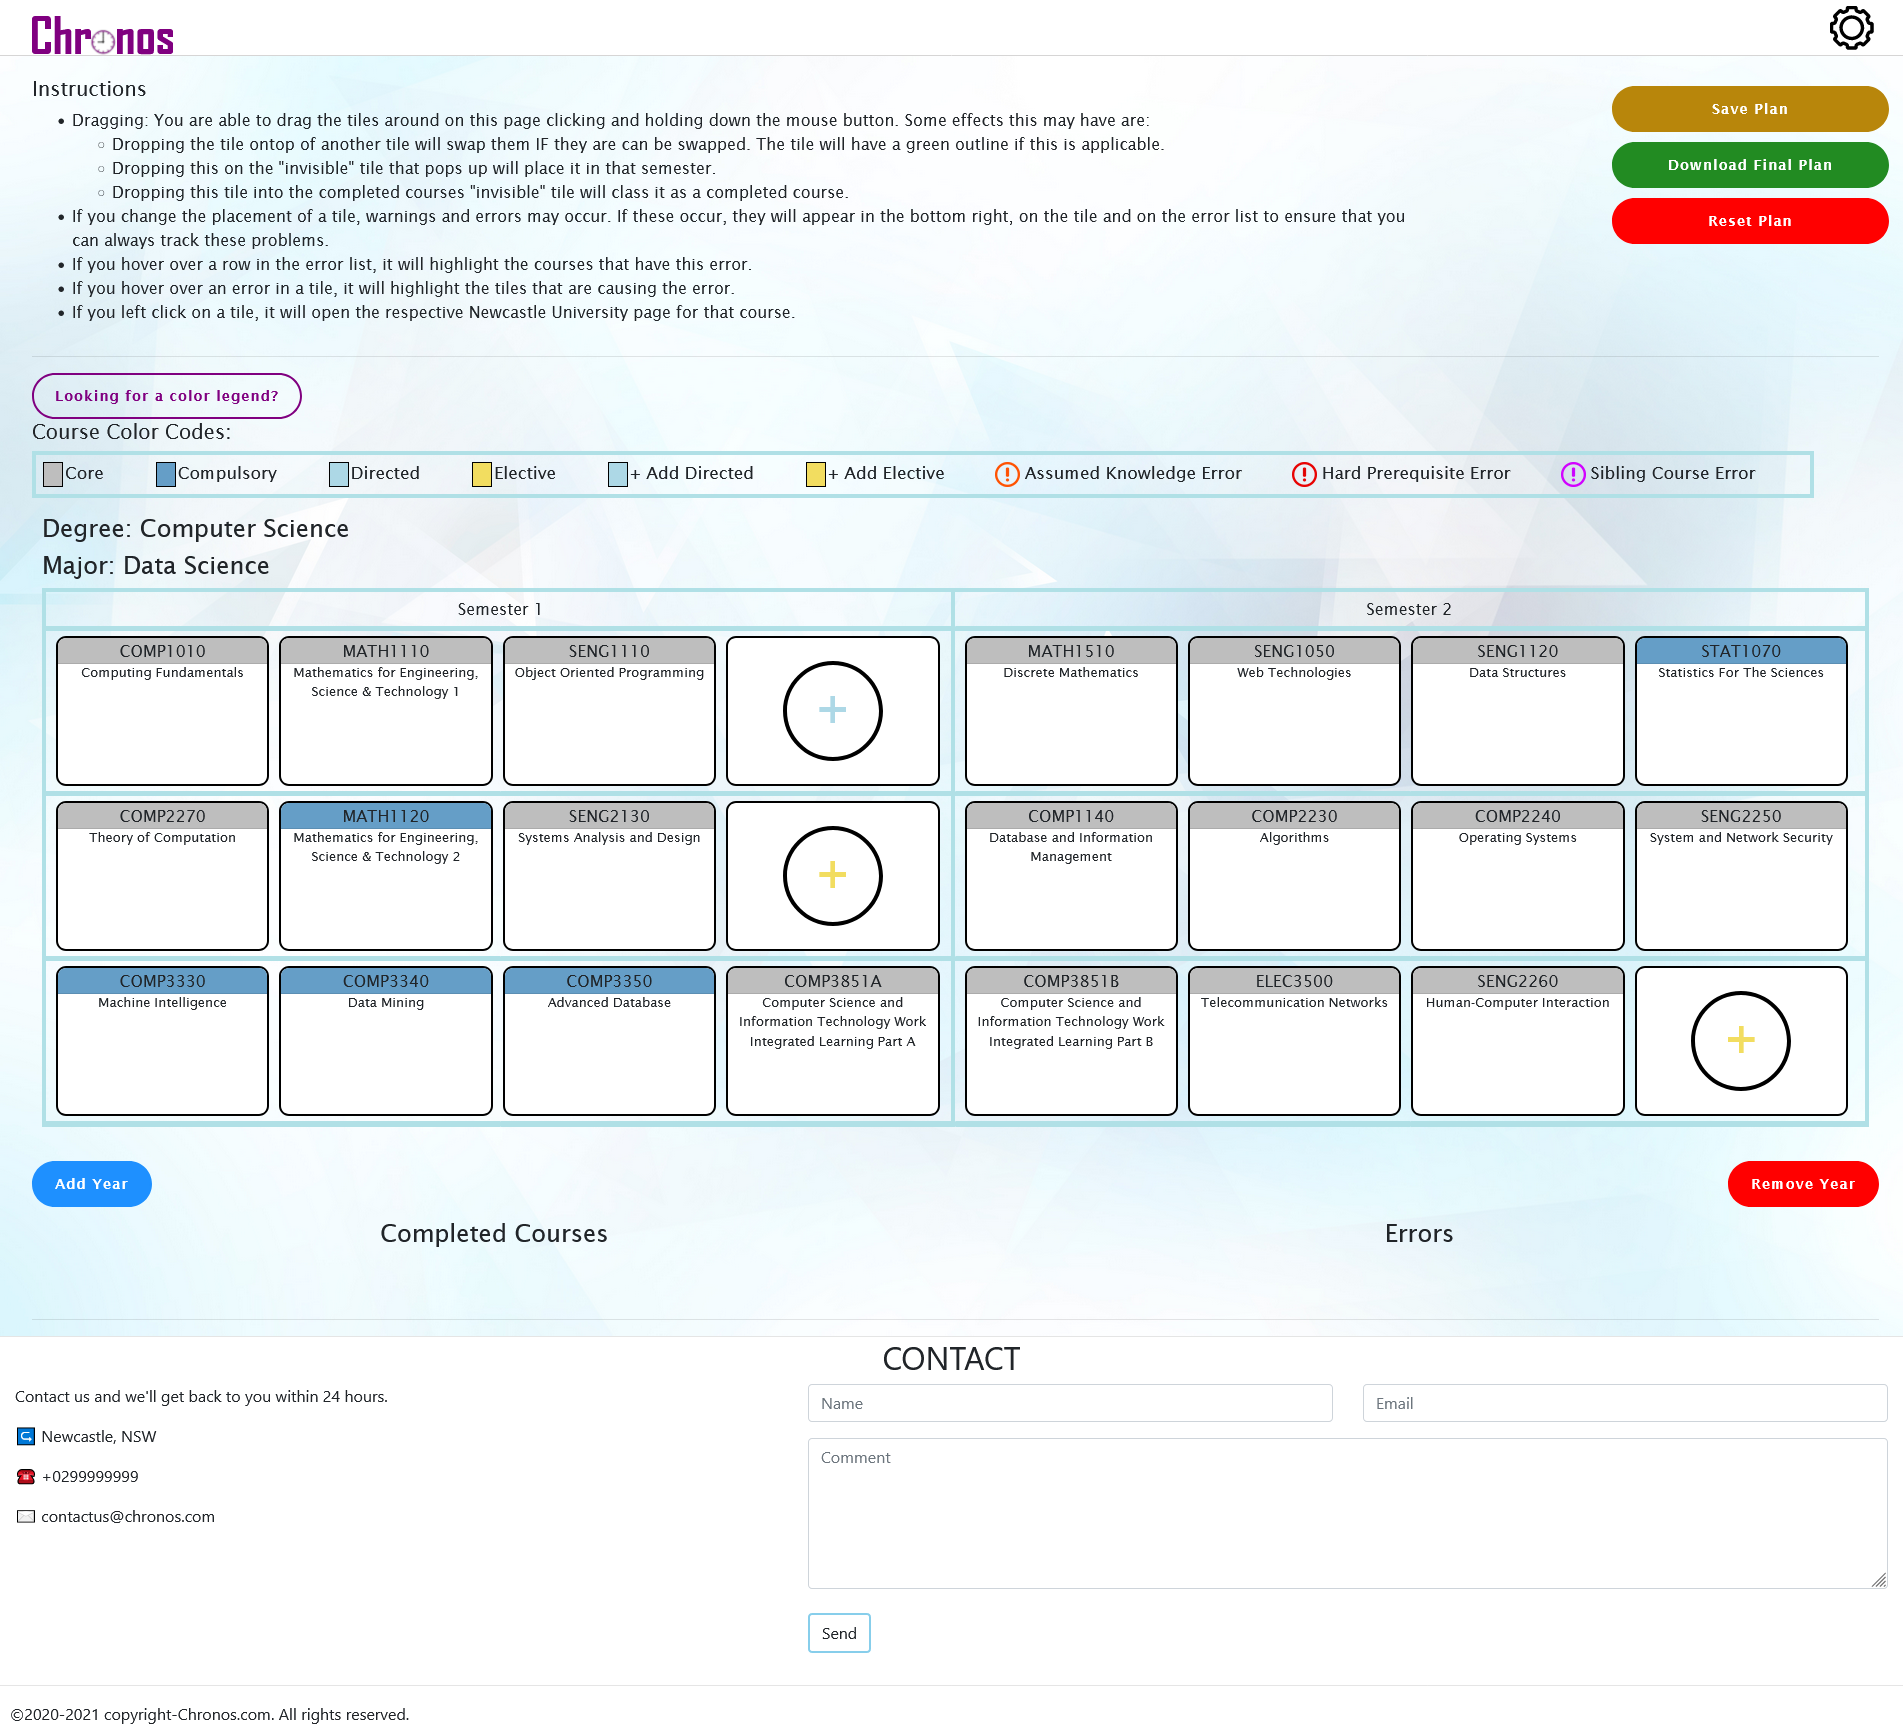 Chronos
Instructions
Save Plan
Download Final Plan
Reset Plan
• Dragging: You are able to drag the tiles around on this page clicking and holding down the mouse button. Some effects this may have are:
◦ Dropping the tile ontop of another tile will swap them IF they are can be swapped. The tile will have a green outline if this is applicable.
◦ Dropping this on the "invisible" tile that pops up will place it in that semester.
◦ Dropping this tile into the completed courses "invisible" tile will class it as a completed course.
• If you change the placement of a tile, warnings and errors may occur. If these occur, they will appear in the bottom right, on the tile and on the error list to ensure that you
can always track these problems.
• If you hover over a row in the error list, it will highlight the courses that have this error.
• If you hover over an error in a tile, it will highlight the tiles that are causing the error.
• If you left click on a tile, it will open the respective Newcastle University page for that course.
Looking for a color legend?
Course Color Codes:
Core Compulsory Directed Elective + Add Directed + Add Elective Assumed Knowledge Error Hard Prerequisite Error Sibling Course Error
Degree: Computer Science
Major: Data Science
Semester 1
Semester 2
COMP1010
Computing Fundamentals
MATH1110
Mathematics for Engineering,
Science & Technology 1
SENG1110
Object Oriented Programming
+
MATH1510
Discrete Mathematics
SENG1050
Web Technologies
SENG1120
Data Structures
STAT1070
Statistics For The Sciences
COMP2270
Theory of Computation
MATH1120
Mathematics for Engineering,
Science & Technology 2
SENG2130
Systems Analysis and Design
+
COMP1140
Database and Information
Management
COMP2230
Algorithms
COMP2240
Operating Systems
SENG2250
System and Network Security
COMP3330
Machine Intelligence
COMP3340
Data Mining
COMP3350
Advanced Database
COMP3851A
Computer Science and
Information Technology Work
Integrated Learning Part A
COMP3851B
Computer Science and
Information Technology Work
Integrated Learning Part B
ELEC3500
Telecommunication Networks
SENG2260
Human-Computer Interaction
+
Add Year
Remove Year
Completed Courses
Errors
CONTACT
Contact us and we'll get back to you within 24 hours.
Newcastle, NSW
+0299999999
contactus@chronos.com
Name
Email
Comment
Send
©2020-2021 copyright-Chronos.com. All rights reserved.